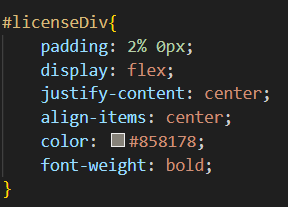 #licenseDiv{
    padding: 2% 0px;
    display: flex;
    justify-content: center;
    align-items: center;
    color: #858178;
    font-weight: bold;
}